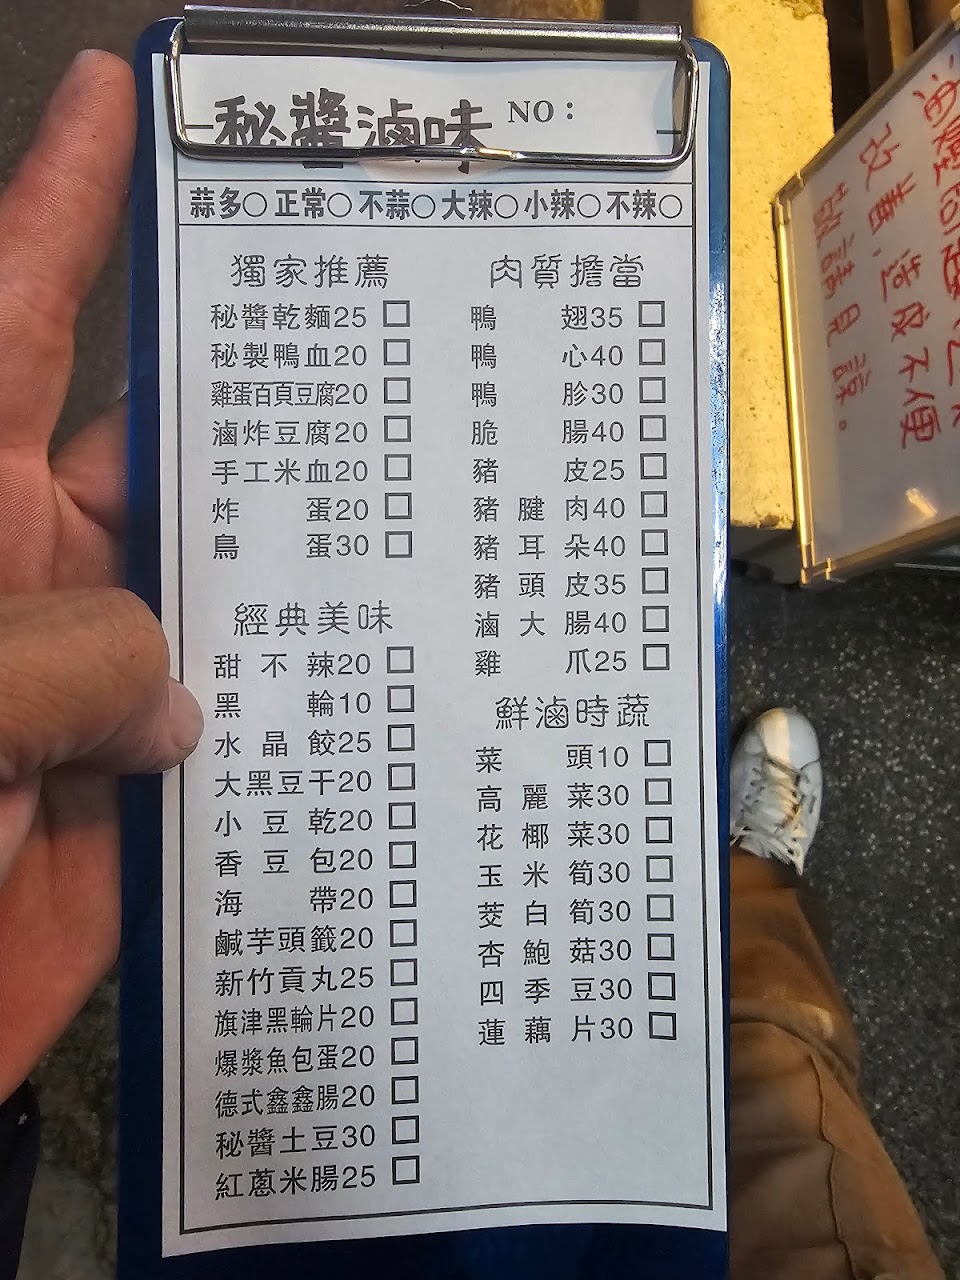 秘醬滷味 NO：
蒜多○ 正常○ 不蒜○ 大辣○ 小辣○ 不辣○
獨家推薦
秘醬乾麵25 □
秘製鴨血20 □
雞蛋百頁豆腐20 □
滷炸豆腐20 □
手工米血20 □
炸蛋20 □
鳥蛋30 □
經典美味
甜不辣20 □
黑輪10 □
水晶餃25 □
大黑豆干20 □
小豆乾20 □
香豆包20 □
海帶20 □
鹹芋頭籤20 □
新竹貢丸25 □
旗津黑輪片20 □
爆漿魚包蛋20 □
德式鑫鑫腸20 □
秘醬土豆30 □
紅蔥米腸25 □
肉質擔當
鴨翅35 □
鴨心40 □
鴨胗30 □
脆腸40 □
豬皮25 □
豬腱肉40 □
豬耳朵40 □
豬頭皮35 □
滷大腸40 □
雞爪25 □
鮮滷時蔬
菜頭10 □
高麗菜30 □
花椰菜30 □
玉米筍30 □
茭白筍30 □
杏鮑菇30 □
四季豆30 □
蓮藕片30 □
改善，造成不便
敬請見諒。